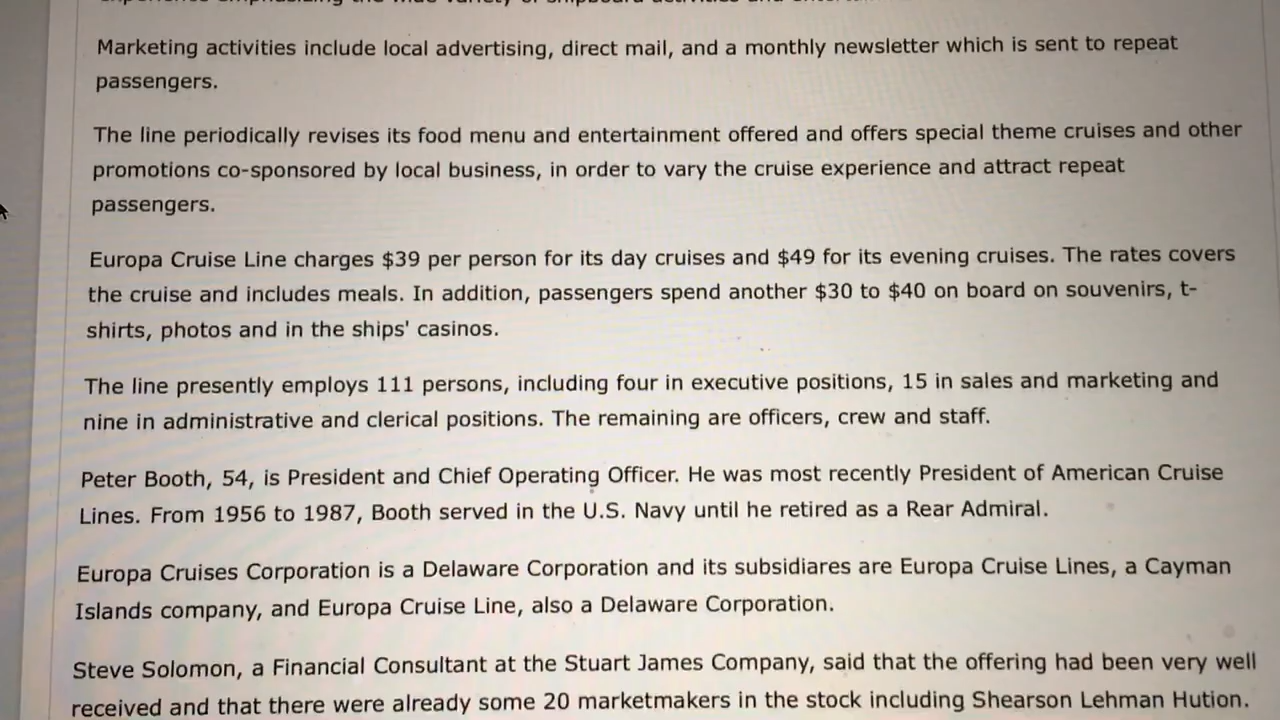 Marketing activities include local advertising, direct mail, and a monthly newsletter which is sent to repeat
passengers.
The line periodically revises its food menu and entertainment offered and offers special theme cruises and other
promotions co-sponsored by local business, in order to vary the cruise experience and attract repeat
passengers.
Europa Cruise Line charges $39 per person for its day cruises and $49 for its evening cruises. The rates covers
the cruise and includes meals. In addition, passengers spend another $30 to $40 on board on souvenirs, t-
shirts, photos and in the ships' casinos.
The line presently employs 111 persons, including four in executive positions, 15 in sales and marketing and
nine in administrative and clerical positions. The remaining are officers, crew and staff.
Peter Booth, 54, is President and Chief Operating Officer. He was most recently President of American Cruise
Lines. From 1956 to 1987, Booth served in the U.S. Navy until he retired as a Rear Admiral.
Europa Cruises Corporation is a Delaware Corporation and its subsidiares are Europa Cruise Lines, a Cayman
Islands company, and Europa Cruise Line, also a Delaware Corporation.
Steve Solomon, a Financial Consultant at the Stuart James Company, said that the offering had been very well
received and that there were already some 20 marketmakers in the stock including Shearson Lehman Hution.